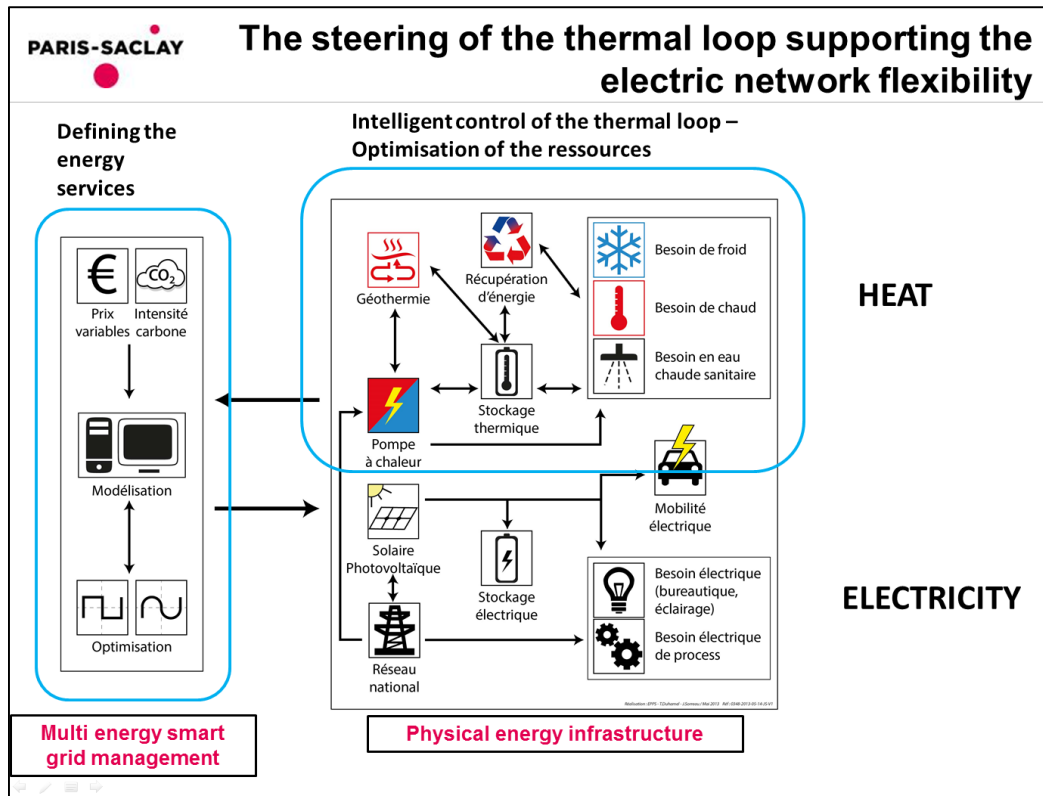 PARIS-SACLAY
The steering of the thermal loop supporting the
electric network flexibility
Defining the
energy
services
Intelligent control of the thermal loop –
Optimisation of the ressources
€
CO2
Prix
variables
Intensité
carbone
Modélisation
Optimisation
Géothermie
Récupération
d'énergie
Besoin de froid
Besoin de chaud
Besoin en eau
chaude sanitaire
Stockage
thermique
Pompe
à chaleur
HEAT
Solaire
Photovoltaïque
Stockage
électrique
Mobilité
électrique
Besoin électrique
(bureautique,
éclairage)
Besoin électrique
de process
Réseau
national
ELECTRICITY
Multi energy smart
grid management
Physical energy infrastructure